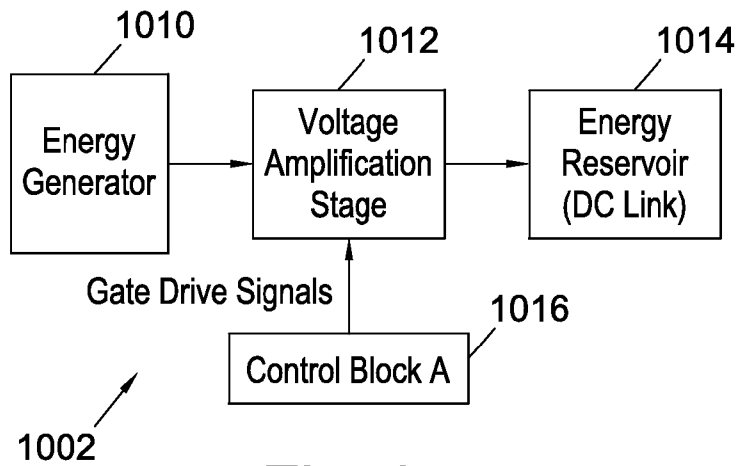 1010
1012
1014
Energy
Generator
Voltage
Amplification
Stage
Energy
Reservoir
(DC Link)
Gate Drive Signals
1016
Control Block A
1002